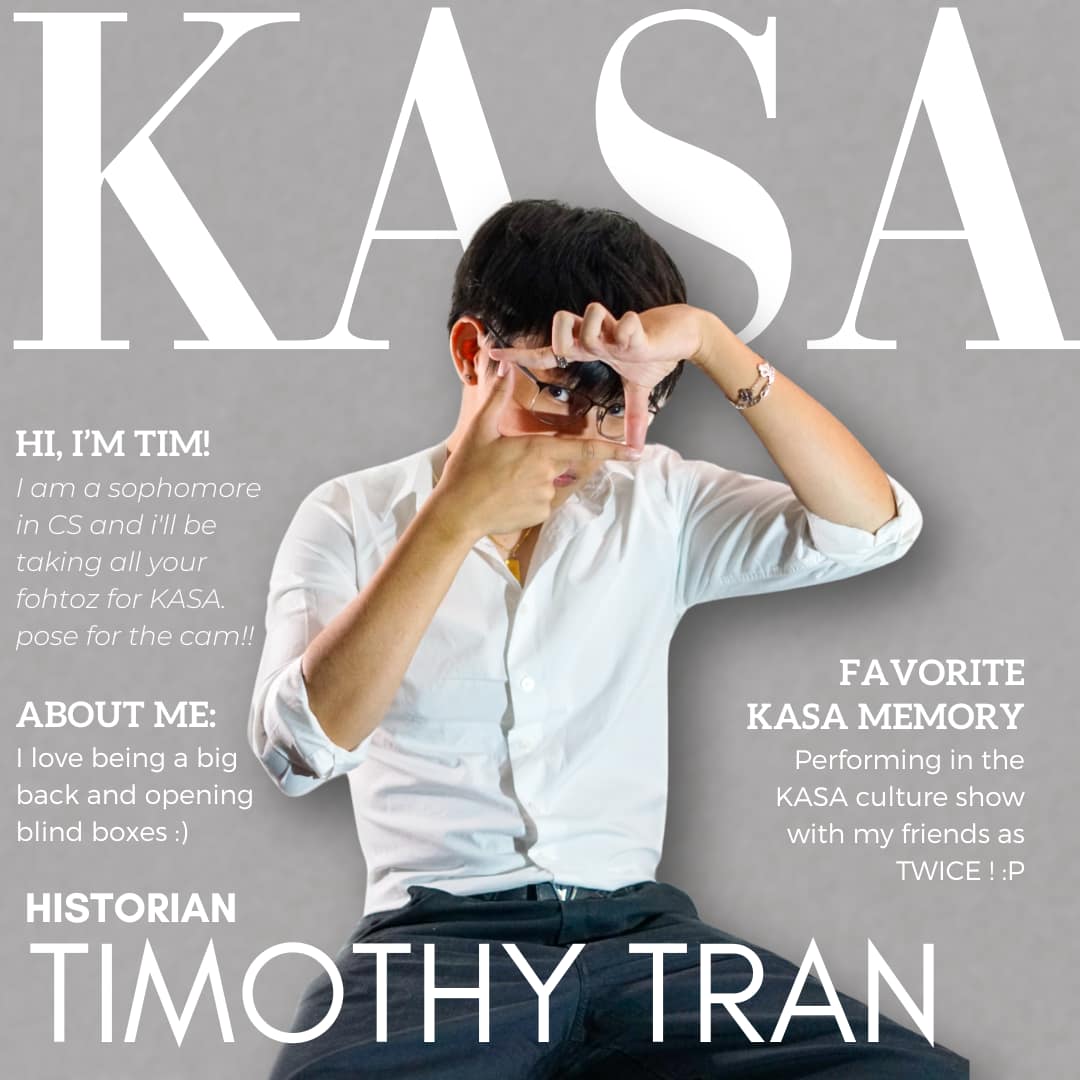 KASA
HI, I'M TIM!
I am a sophomore
in CS and i'll be
taking all your
fohtoz for KASA.
pose for the cam!!
ABOUT ME:
I love being a big
back and opening
blind boxes :)
FAVORITE
KASA MEMORY
Performing in the
KASA culture show
with my friends as
TWICE ! :P
HISTORIAN
TIMOTHY TRAN